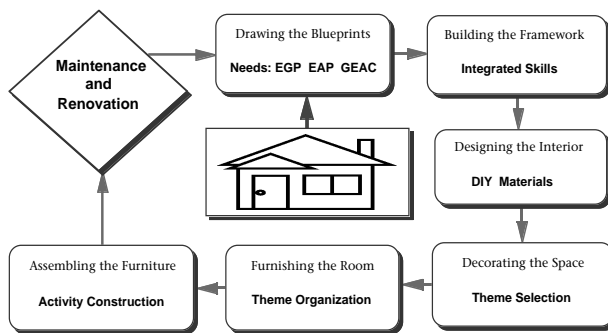 Maintenance
and
Renovation
Drawing the Blueprints
Needs: EGP EAP GEAC
Building the Framework
Integrated Skills
Designing the Interior
DIY Materials
Decorating the Space
Theme Selection
Furnishing the Room
Theme Organization
Assembling the Furniture
Activity Construction